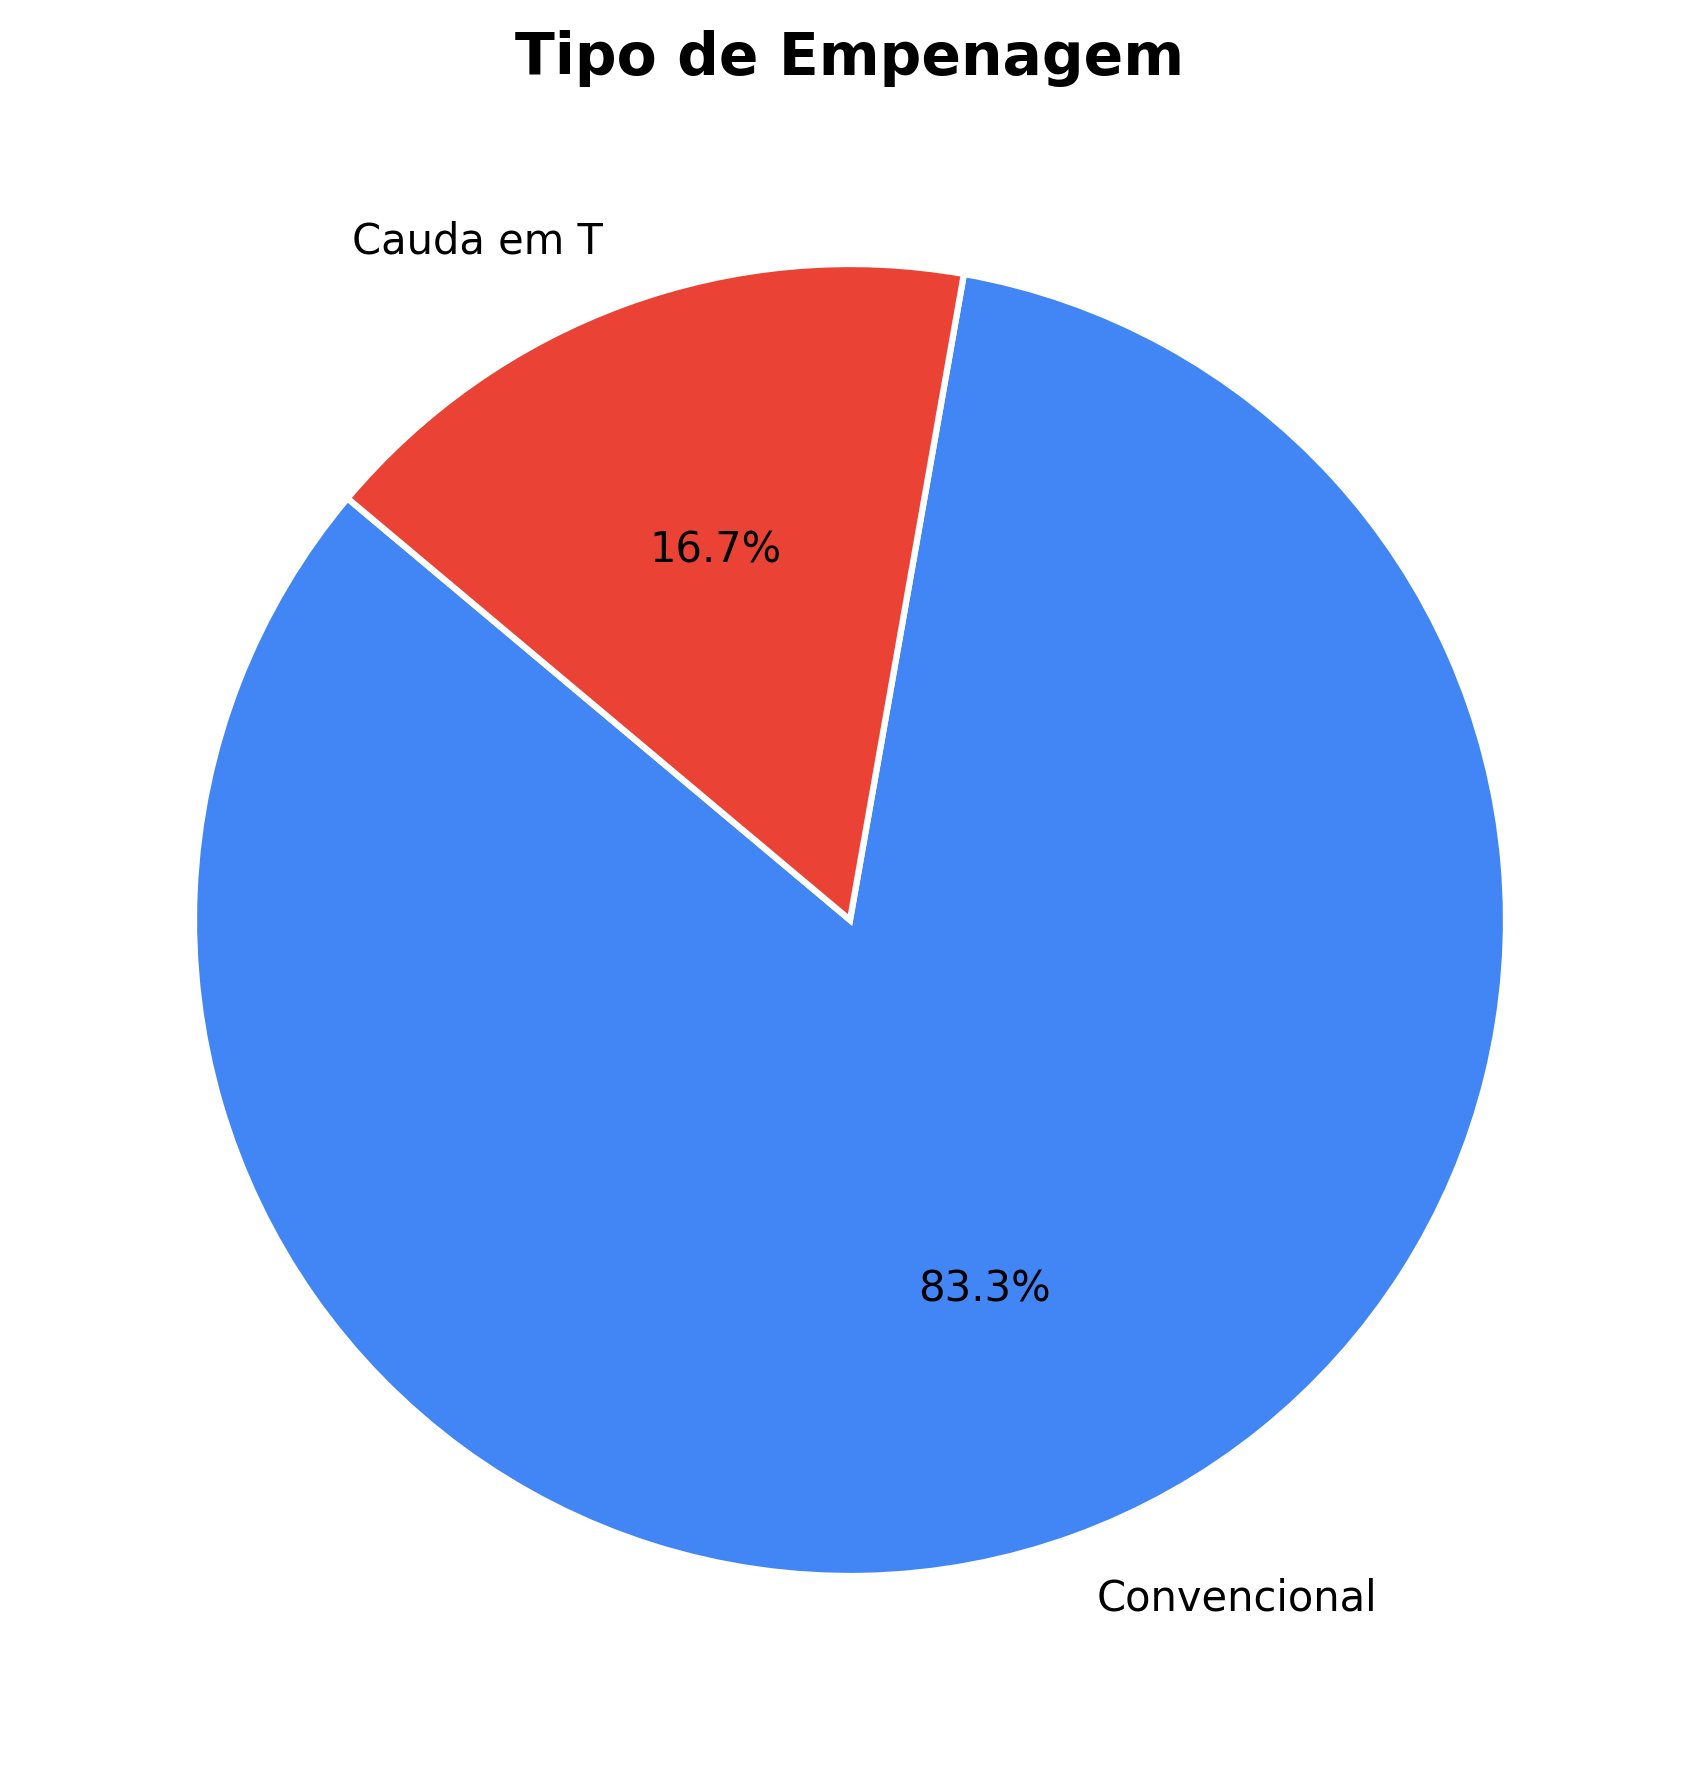 Tipo de Empenagem
Cauda em T
16.7%
83.3%
Convencional